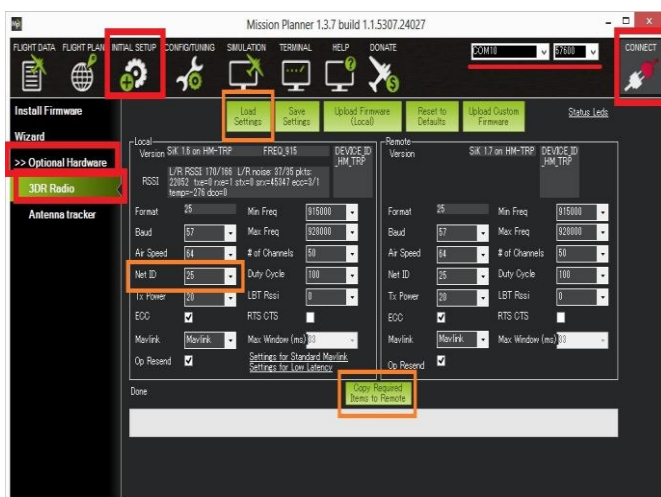 Mission Planner 1.3.7 build 1.1.5307.24027
FLIGHT DATA FLIGHT PLAN INITIAL SETUP CONFIG/TUNING SIMULATION TERMINAL HELP DONATE
COM10 57600 CONNECT
Install Firmware
Wizard
>> Optional Hardware
3DR Radio
Antenna tracker
Load Settings
Save Settings
Upload Firmware (Local)
Reset to Defaults
Upload Custom Firmware
Status Leds
Local
Version SiK 1.6 on HM-TRP FREQ_915 DEVICE_ID_HM_TRP
RSSI
L/R RSSI: 170/166 L/R noise: 37/35 pkts:
22052 txe=0 rxe=1 stx=0 srx=45347 ecc=3/1
temp=-276 dco=0
Format 25 Min Freq 915000
Baud 57 Max Freq 928000
Air Speed 64 # of Channels 50
Net ID 25 Duty Cycle 100
Tx Power 20 LBT Rssi 0
ECC RTS CTS
Mavlink Mavlink Max Window (ms) 33
Op Resend Settings for Standard Mavlink
Settings for Low Latency
Remote
Version SiK 1.7 on HM-TRP DEVICE_ID_HM_TRP
Format 25 Min Freq 915000
Baud 57 Max Freq 928000
Air Speed 64 # of Channels 50
Net ID 25 Duty Cycle 100
Tx Power 20 LBT Rssi 0
ECC RTS CTS
Mavlink Mavlink Max Window (ms) 33
Op Resend
Done
Copy Required
Items to Remote